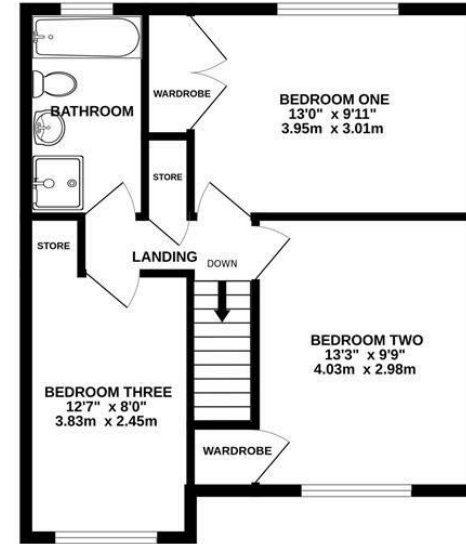 BATHROOM
WARDROBE
BEDROOM ONE
13'0" x 9'11"
3.95m x 3.01m
STORE
STORE
LANDING
DOWN
BEDROOM TWO
13'3" x 9'9"
4.03m x 2.98m
BEDROOM THREE
12'7" x 8'0"
3.83m x 2.45m
WARDROBE